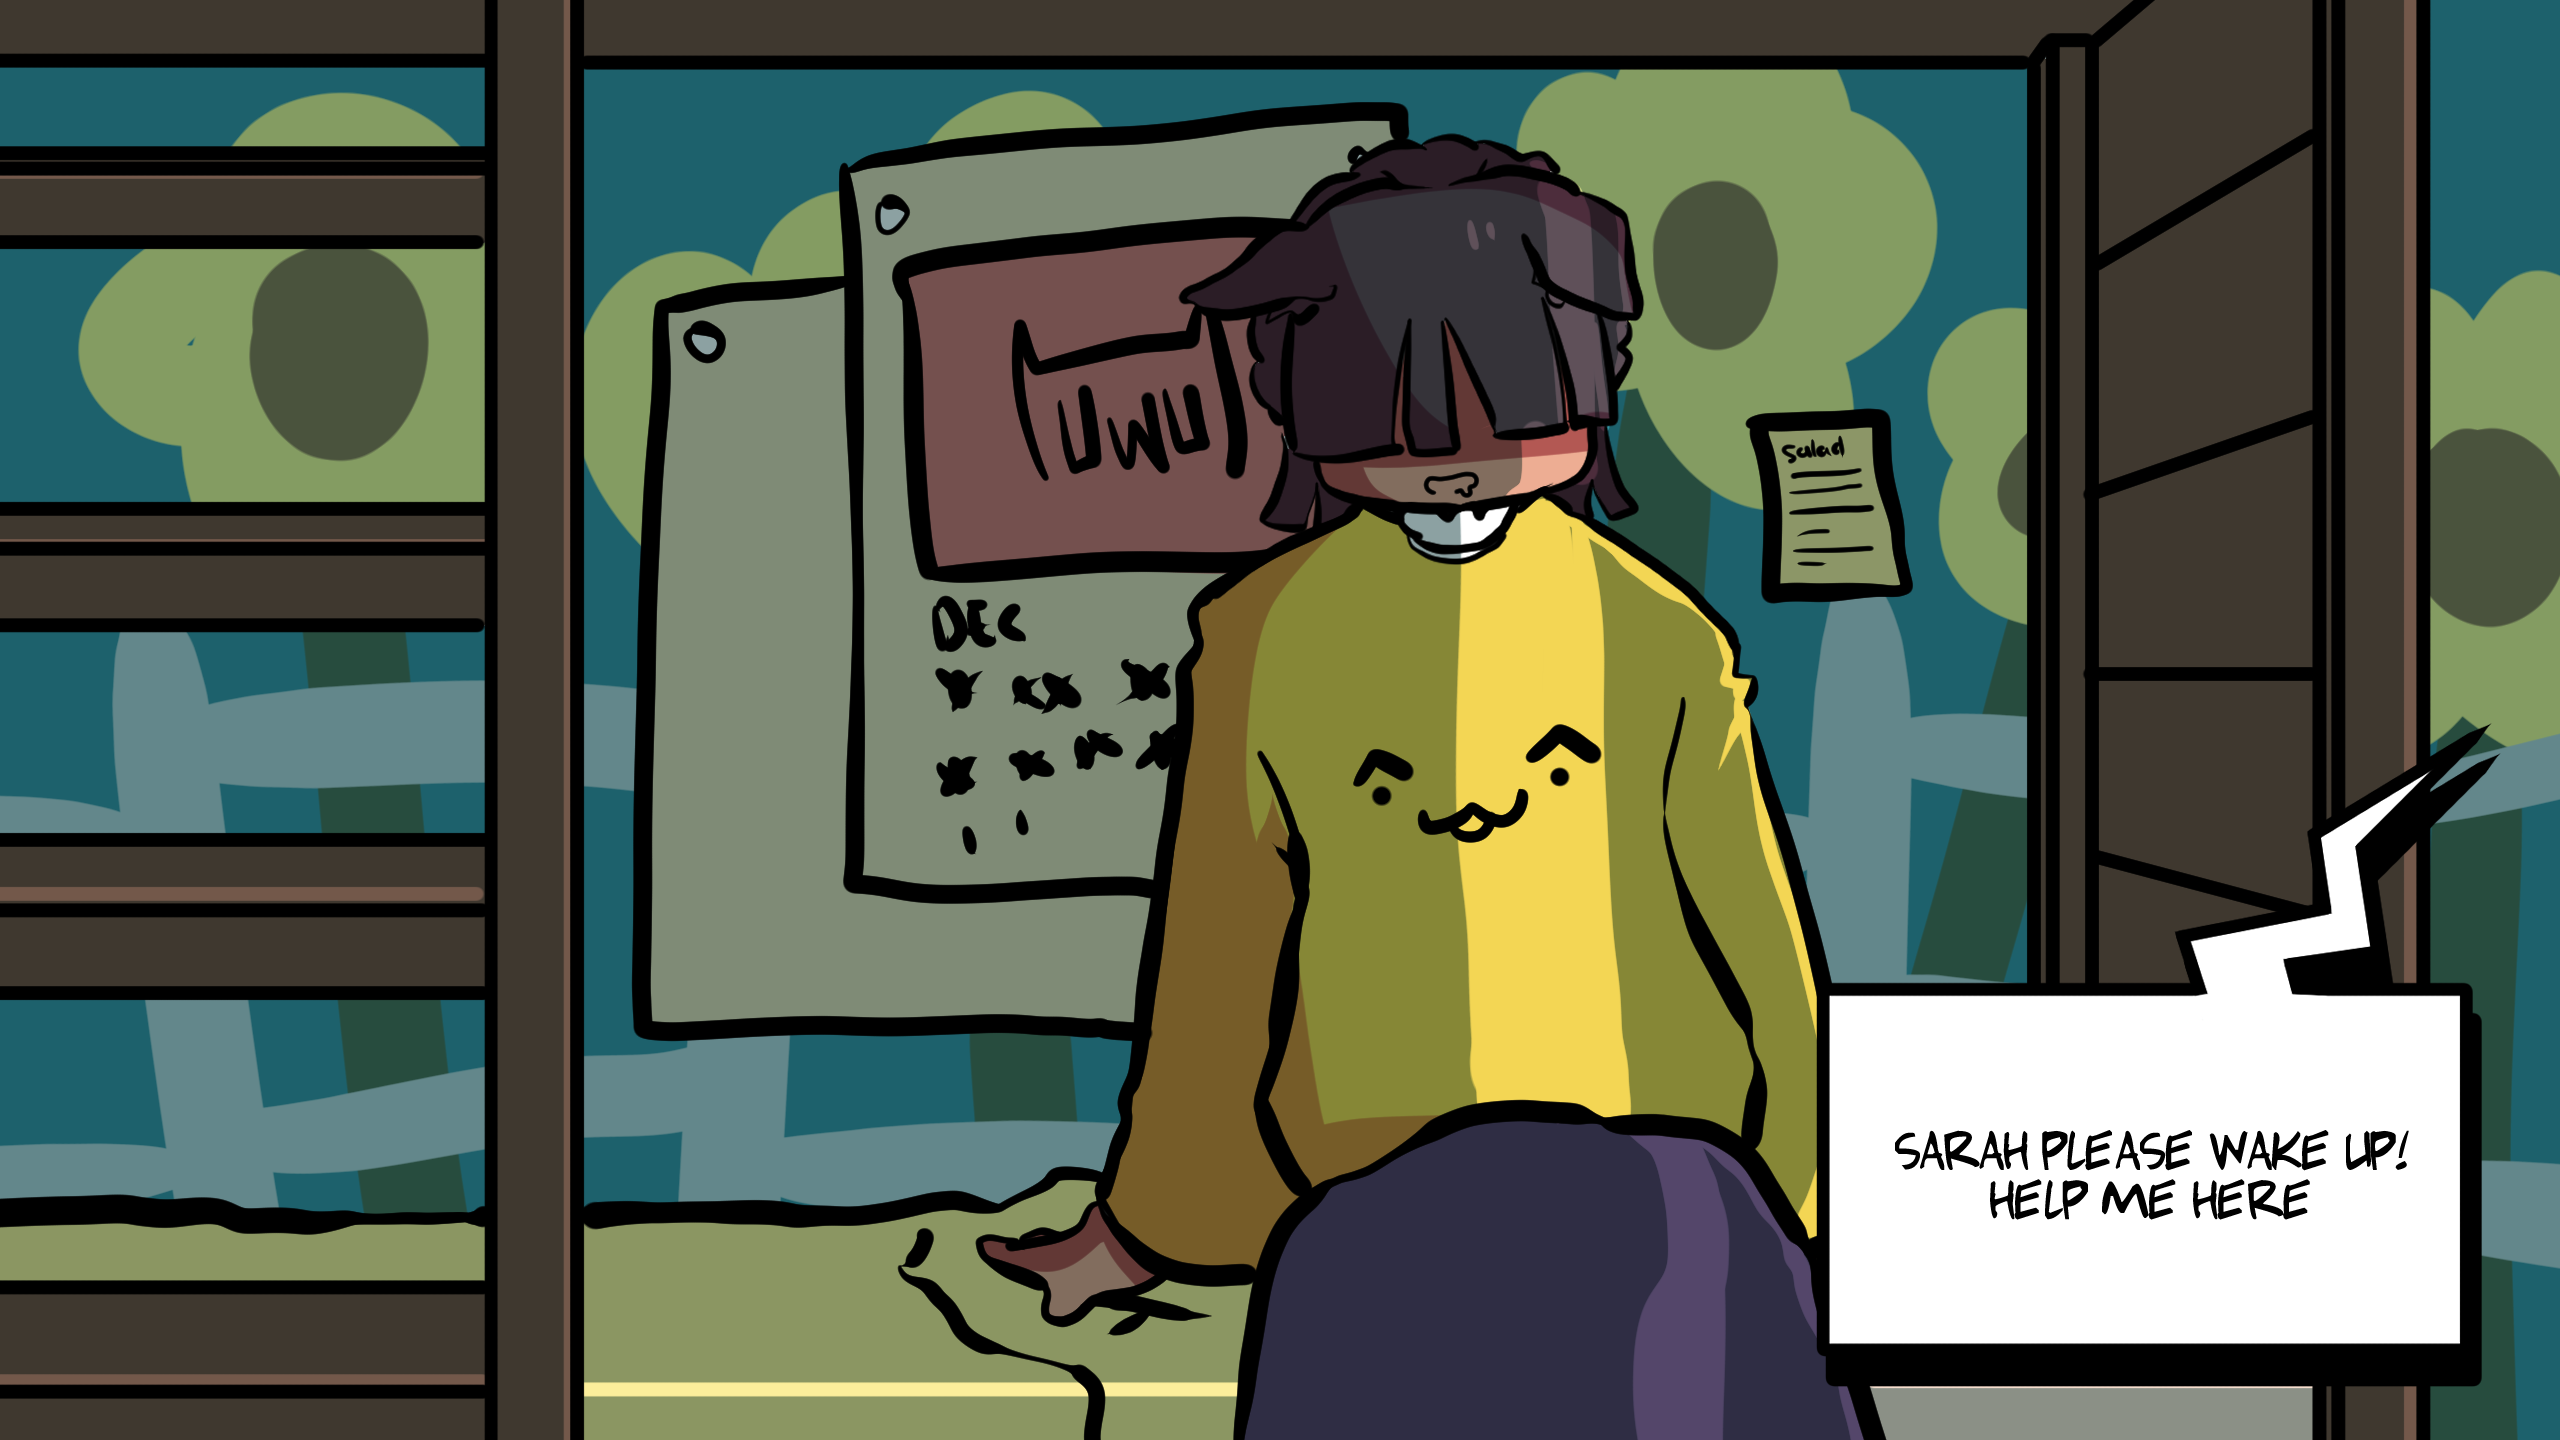 UWU
DEC
Salad
SARAH PLEASE WAKE UP!
HELP ME HERE